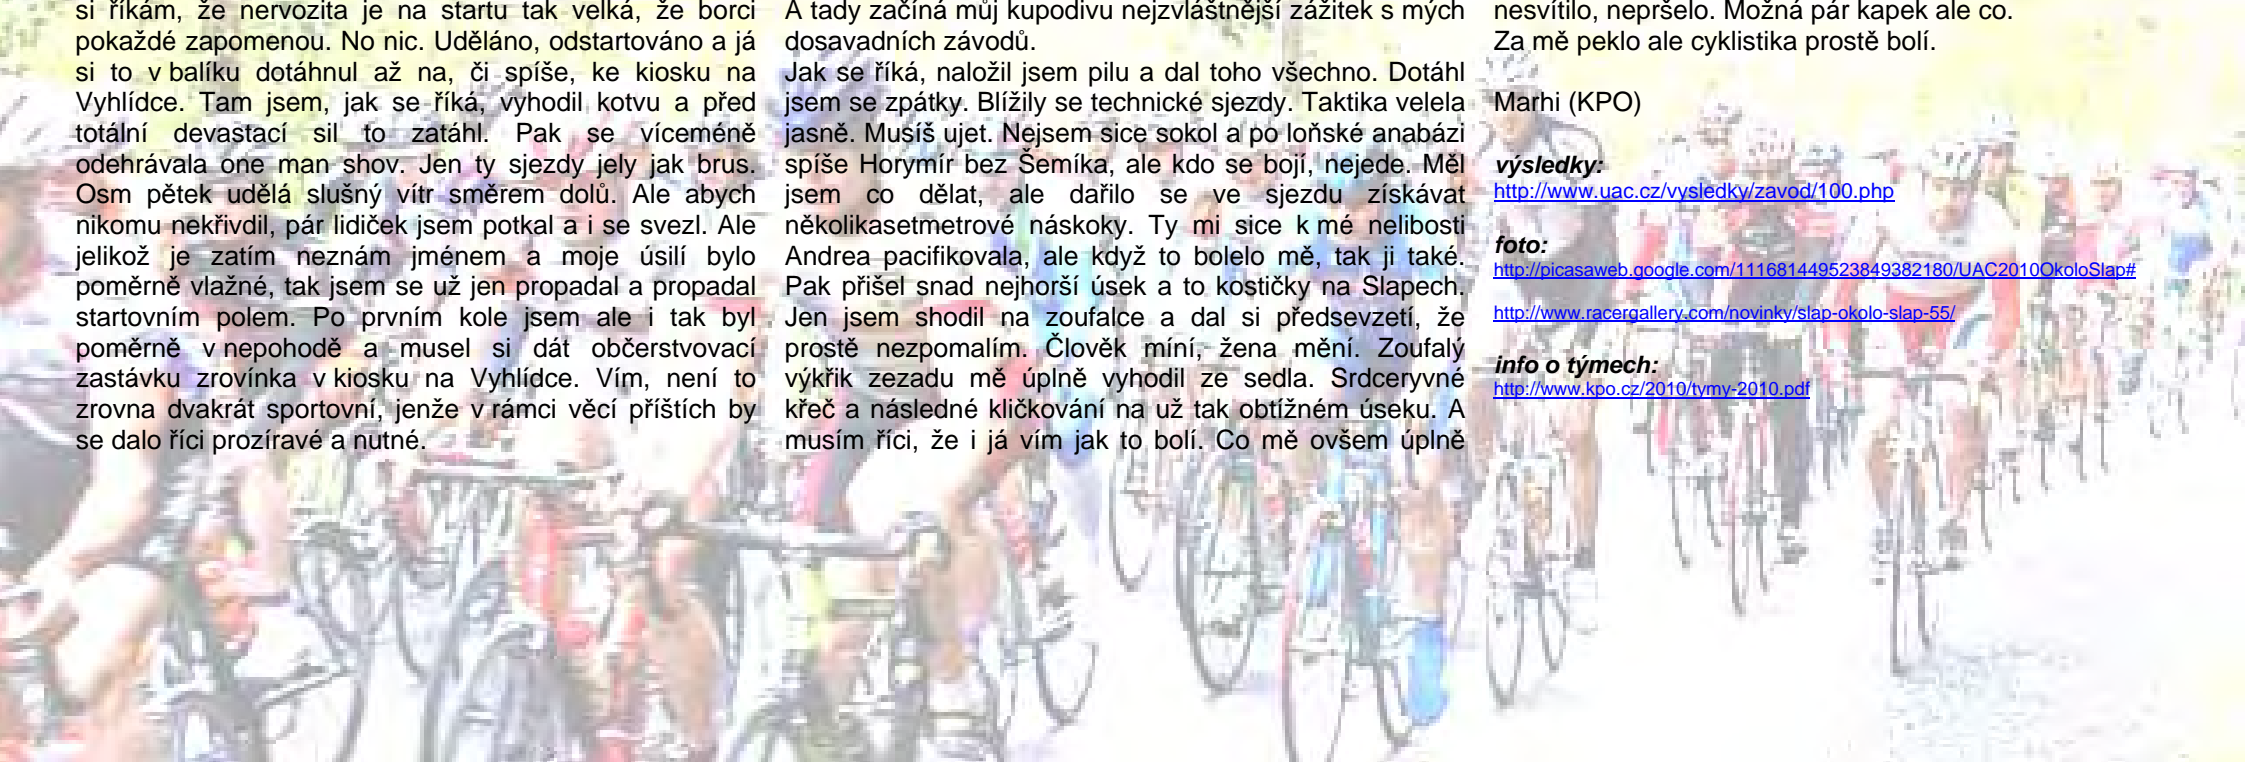 si říkám, že nervozita je na startu tak velká, že borci
pokaždé zapomenou. No nic. Uděláno, odstartováno a já
si to v balíku dotáhnul až na, či spíše, ke kiosku na
Vyhlídce. Tam jsem, jak se říká, vyhodil kotvu a před
totální devastací sil to zatáhl. Pak se víceméně
odehrávala one man shov. Jen ty sjezdy jely jak brus.
Osm pětek udělá slušný vítr směrem dolů. Ale abych
nikomu nekřivdil, pár lidiček jsem potkal a i se svezl. Ale
jelikož je zatím neznám jménem a moje úsilí bylo
poměrně vlažné, tak jsem se už jen propadal a propadal
startovním polem. Po prvním kole jsem ale i tak byl
poměrně v nepohodě a musel si dát občerstvovací
zastávku zrovínka v kiosku na Vyhlídce. Vím, není to
zrovna dvakrát sportovní, jenže v rámci věcí příštích by
se dalo říci prozíravé a nutné.
A tady začíná můj kupodivu nejzvláštnější zážitek s mých
dosavadních závodů.
Jak se říká, naložil jsem pilu a dal toho všechno. Dotáhl
jsem se zpátky. Blížily se technické sjezdy. Taktika velela
jasně. Musíš ujet. Nejsem sice sokol a po loňské anabázi
spíše Horymír bez Šemíka, ale kdo se bojí, nejede. Měl
jsem co dělat, ale dařilo se ve sjezdu získávat
několikasetmetrové náskoky. Ty mi sice k mé nelibosti
Andrea pacifikovala, ale když to bolelo mě, tak ji také.
Pak přišel snad nejhorší úsek a to kostičky na Slapech.
Jen jsem shodil na zoufalce a dal si předsevzetí, že
prostě nezpomalím. Člověk míní, žena mění. Zoufalý
výkřik zezadu mě úplně vyhodil ze sedla. Srdceryvné
křeč a následné kličkování na už tak obtížném úseku. A
musím říci, že i já vím jak to bolí. Co mě ovšem úplně
nesvítilo, nepršelo. Možná pár kapek ale co.
Za mě peklo ale cyklistika prostě bolí.
Marhi (KPO)
výsledky:
http://www.uac.cz/vysledky/zavod/100.php
foto:
http://picasaweb.google.com/111681449523849382180/UAC2010OkoloSlap#
http://www.racergallery.com/novinky/slap-okolo-slap-55/
info o týmech:
http://www.kpo.cz/2010/tymy-2010.pdf